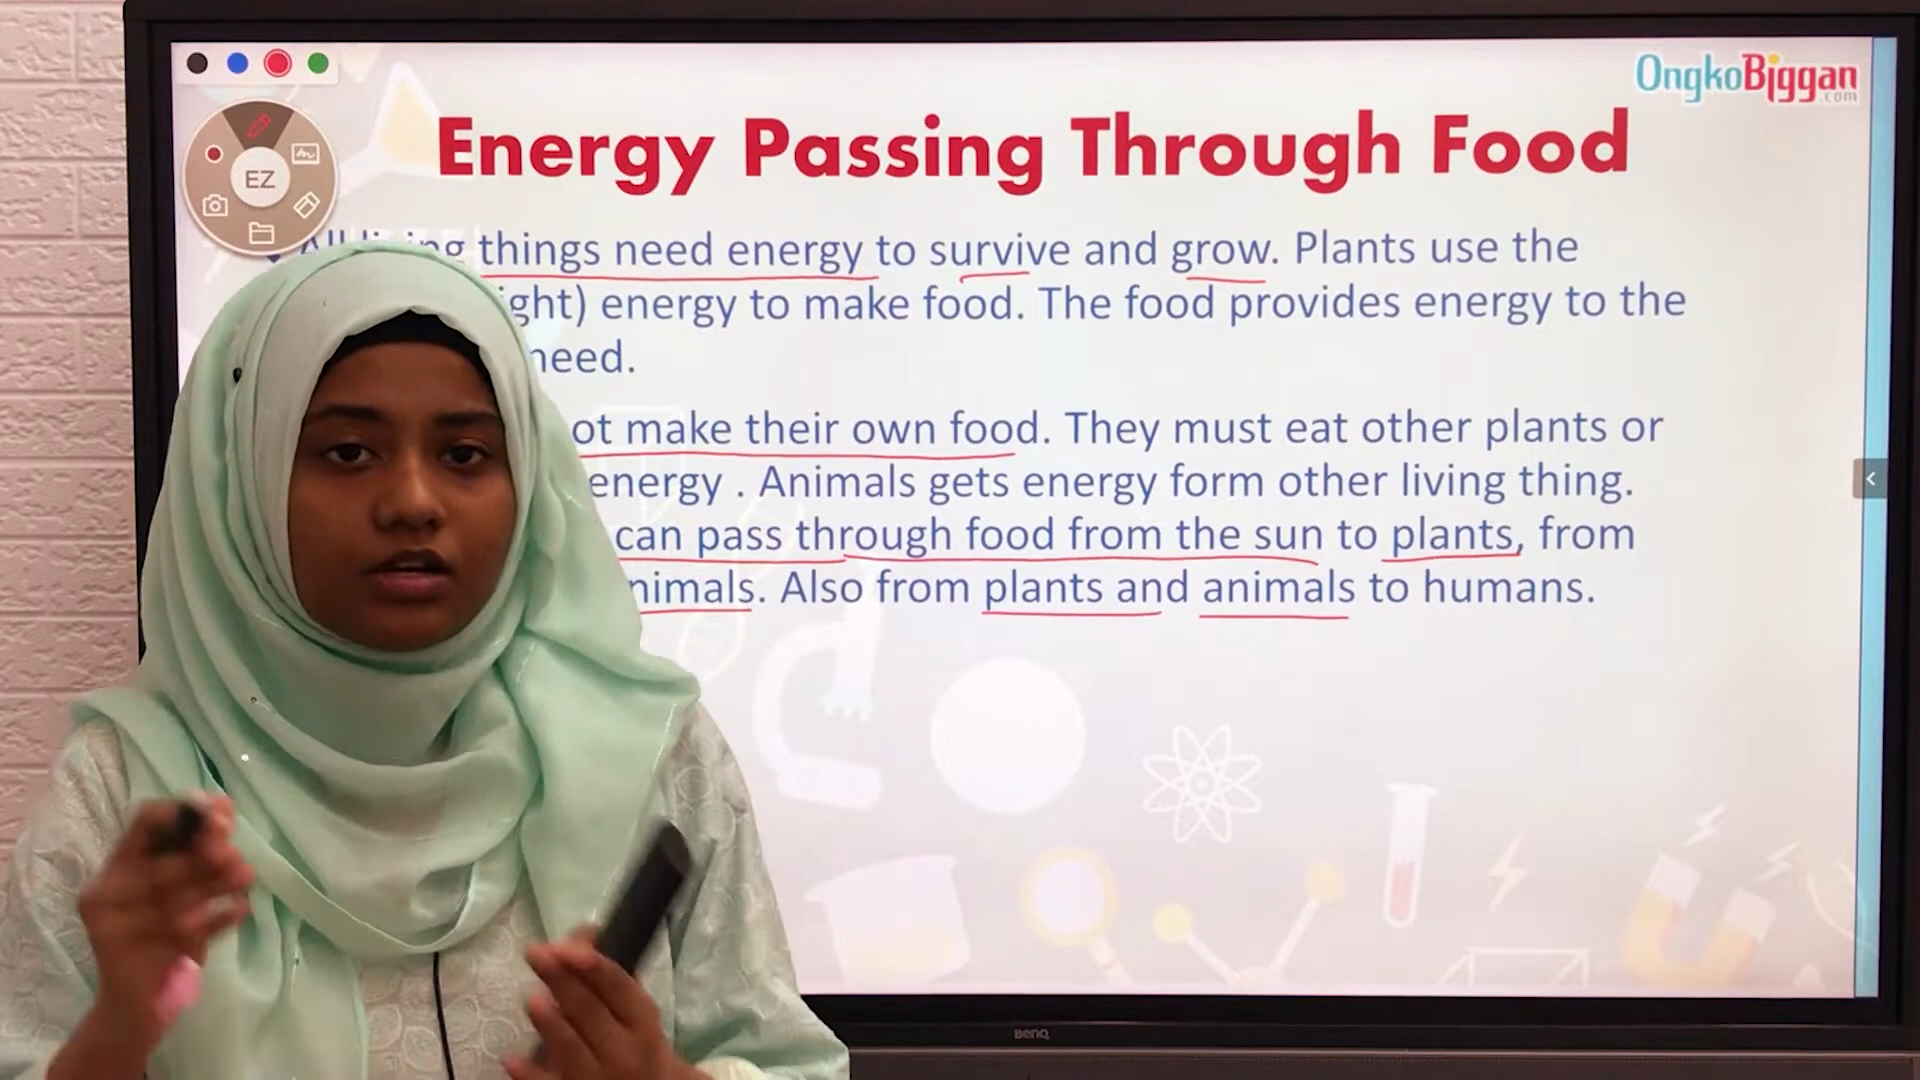 OngkoBiggan
.com
EZ
Energy Passing Through Food
things need energy to survive and grow. Plants use the
energy to make food. The food provides energy to the
need.
make their own food. They must eat other plants or
energy . Animals gets energy form other living thing.
can pass through food from the sun to plants, from
Also from plants and animals to humans.
BenQ